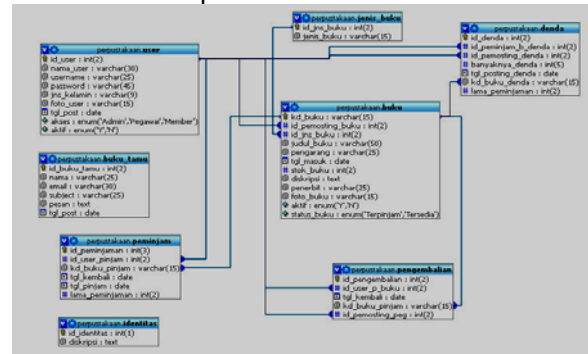 perpustakaan.jenis_buku
id_jns_buku : int(2)
jenis_buku : varchar(15)
perpustakaan.denda
id_denda : int(2)
id_peminjam_b_denda : int(2)
id_pemosting_denda : int(2)
banyaknya_denda : int(5)
tgl_posting_denda : date
kd_buku_denda : varchar(15)
lama_peminjaman : int(2)
perpustakaan.user
id_user : int(2)
nama_user : varchar(30)
username : varchar(25)
password : varchar(45)
jns_kelamin : varchar(9)
foto_user : varchar(15)
tgl_post : date
akses : enum('Admin','Pegawai','Member')
aktif : enum('Y','N')
perpustakaan.buku
kd_buku : varchar(15)
id_pemosting_buku : int(2)
id_jns_buku : int(2)
judul_buku : varchar(50)
pengarang : varchar(25)
tgl_masuk : date
stok_buku : int(2)
diskripsi : text
penerbit : varchar(25)
foto_buku : varchar(15)
aktif : enum('Y','N')
status_buku : enum('Terpinjam','Tersedia')
perpustakaan.buku_tamu
id_buku_tamu : int(2)
nama : varchar(25)
email : varchar(30)
subject : varchar(25)
pesan : text
tgl_post : date
perpustakaan.peminjam
id_peminjaman : int(3)
id_user_pinjam : int(2)
kd_buku_pinjam : varchar(15)
tgl_kembali : date
tgl_pinjam : date
lama_peminjaman : int(2)
perpustakaan.pengembalian
id_pengembalian : int(2)
id_user_p_buku : int(2)
tgl_kembali : date
kd_buku_pinjam : varchar(15)
id_pemosting_peg : int(2)
perpustakaan.identitas
id_identitas : int(1)
diskripsi : text